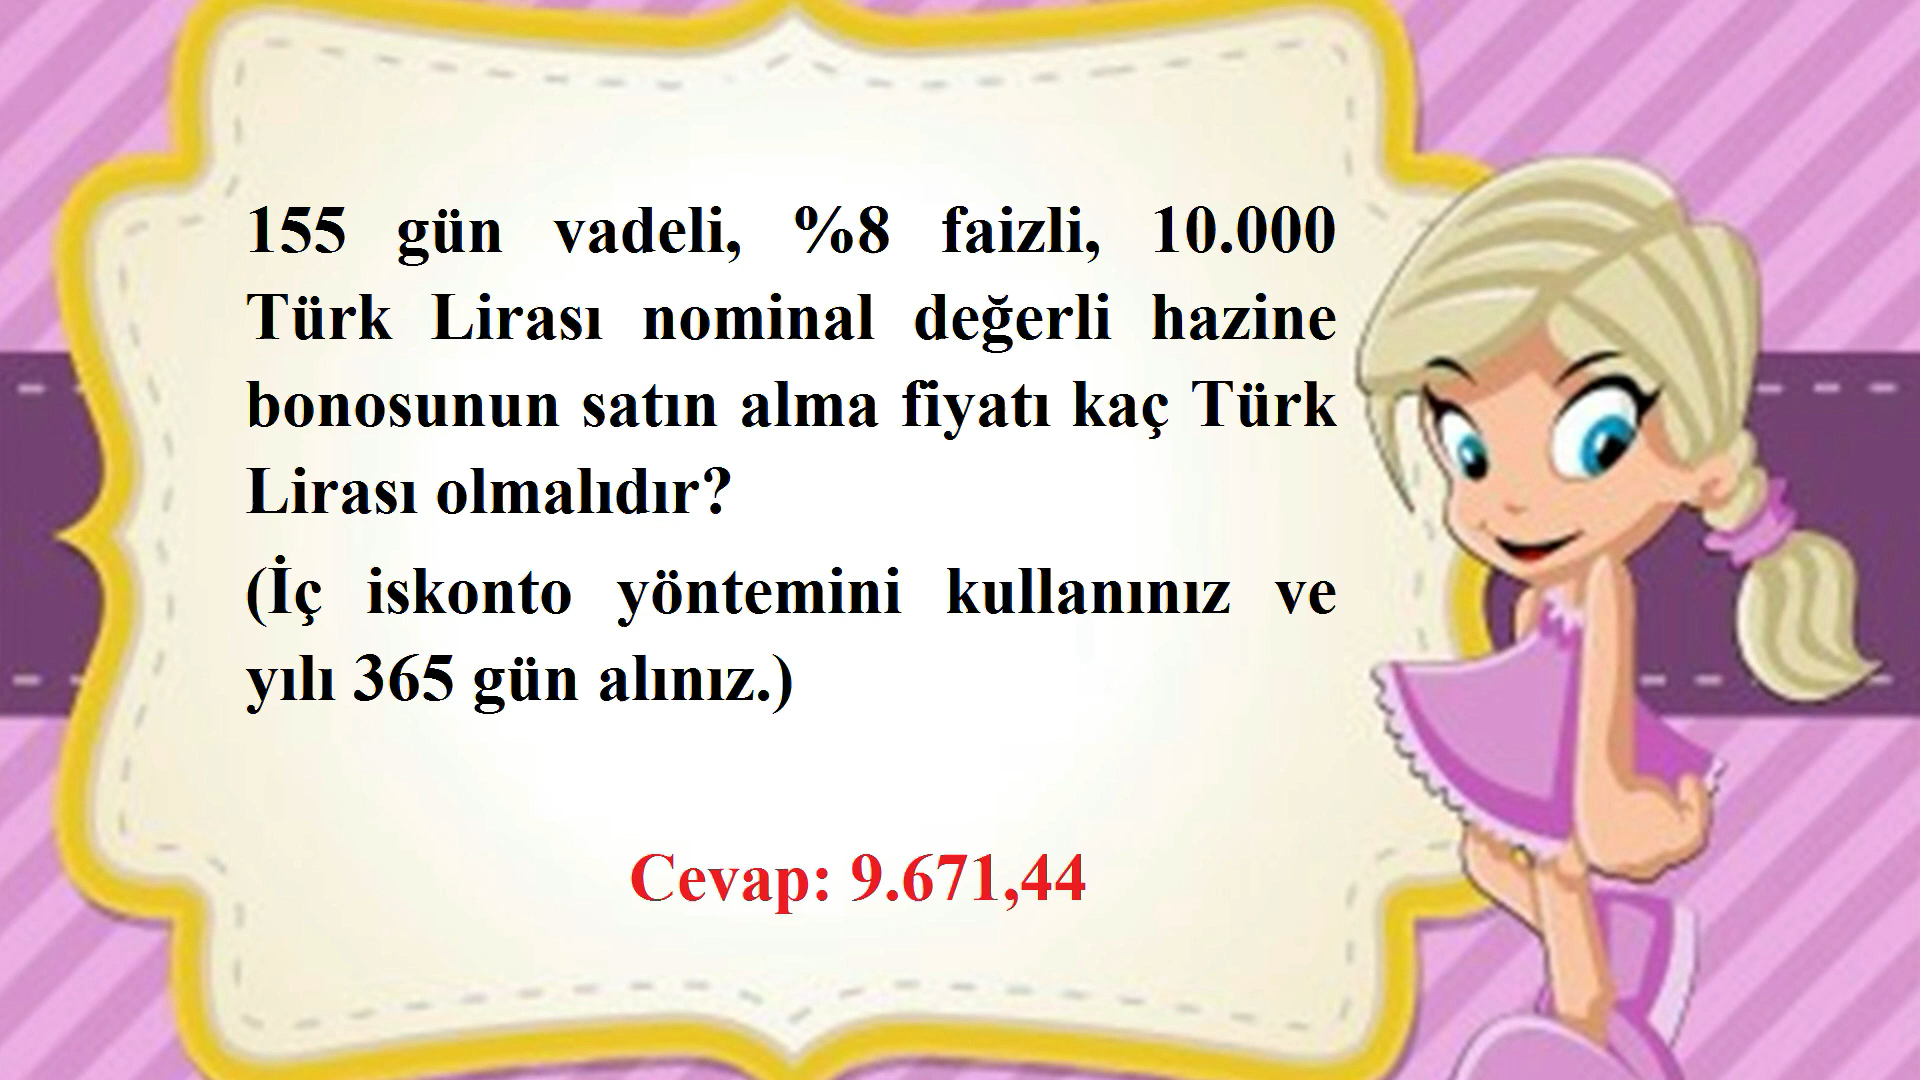 155 gün vadeli, %8 faizli, 10.000
Türk Lirası nominal değerli hazine
bonosunun satın alma fiyatı kaç Türk
Lirası olmalıdır?
(İç iskonto yöntemini kullanınız ve
yılı 365 gün alınız.)
Cevap: 9.671,44